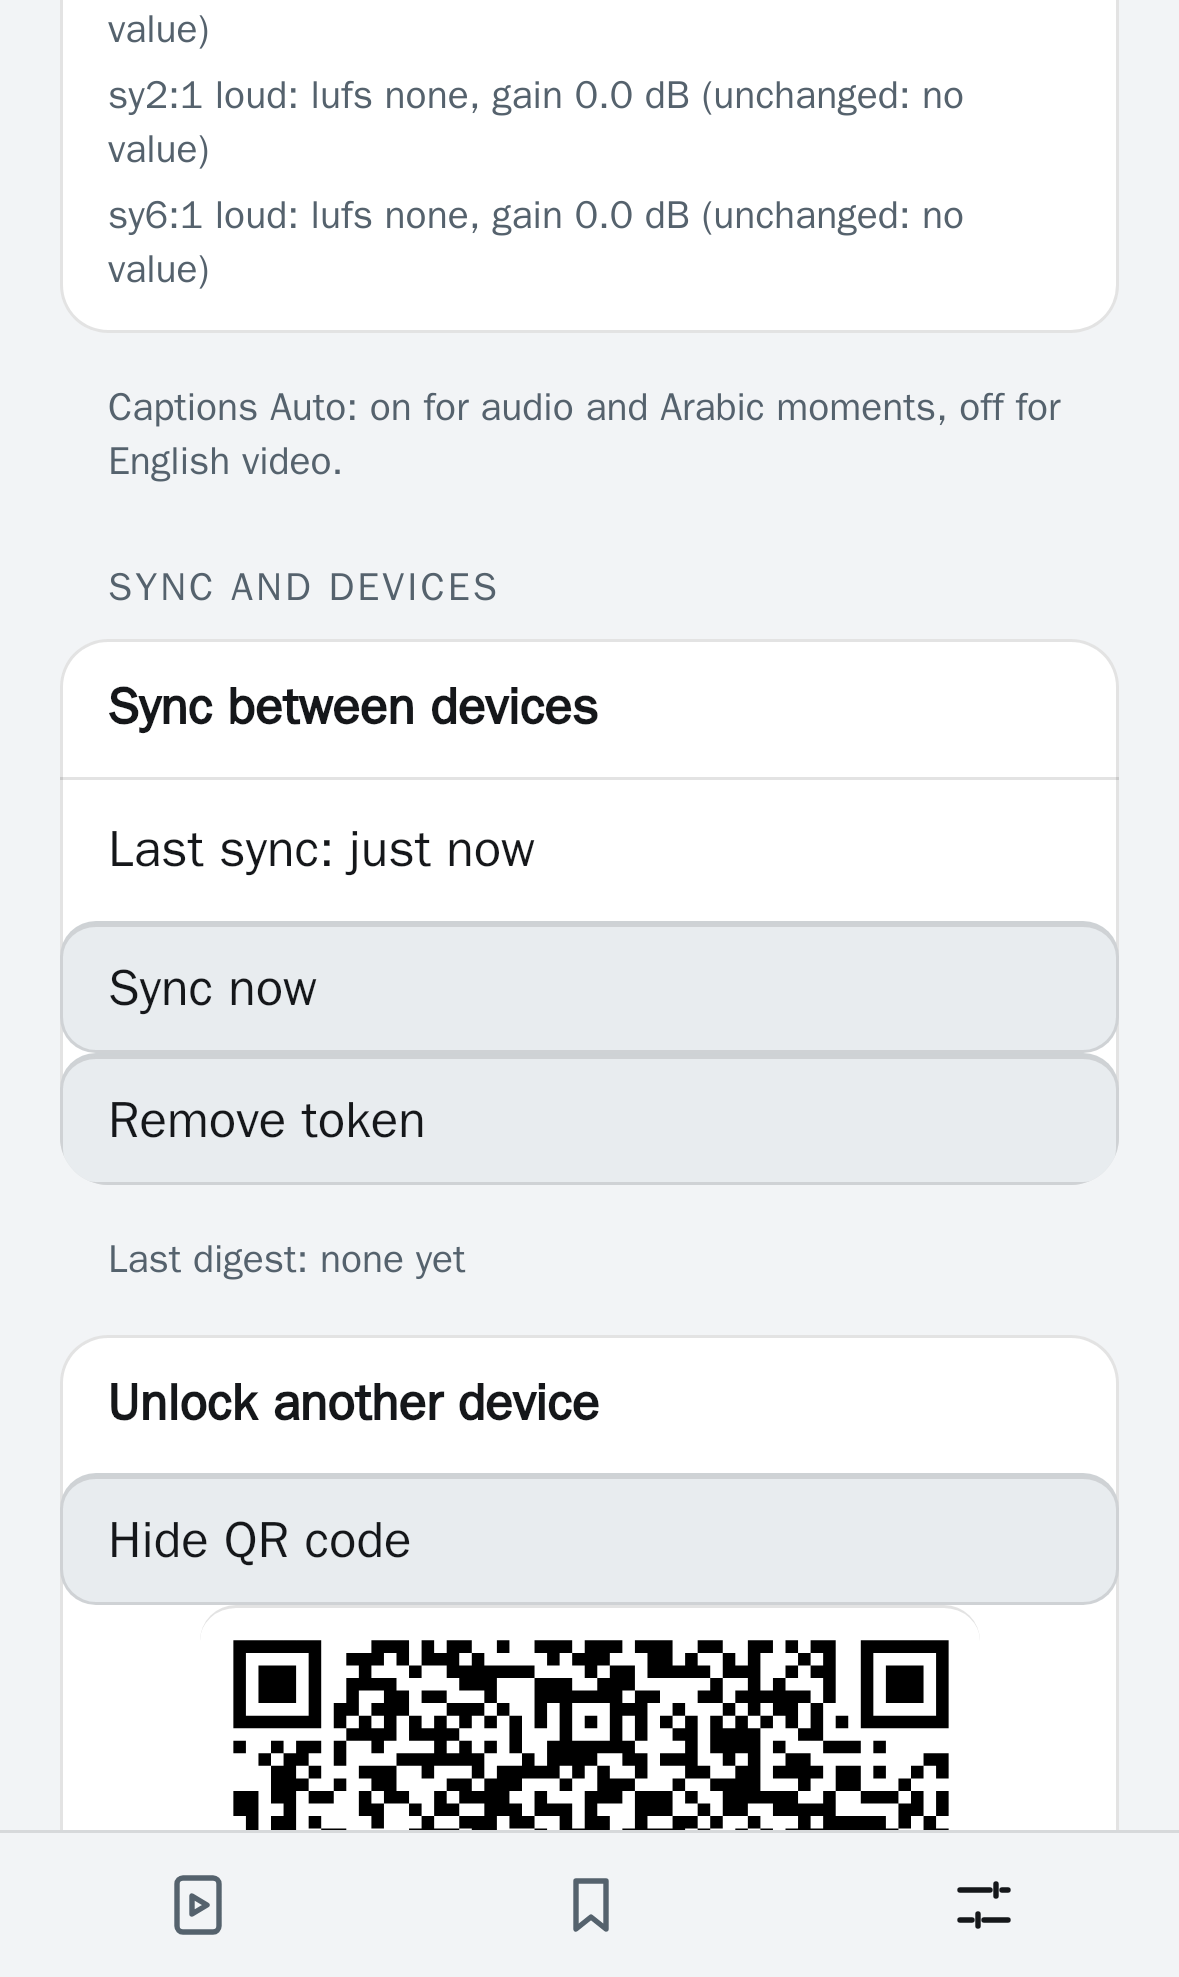 value)
sy2:1 loud: lufs none, gain 0.0 dB (unchanged: no
value)
sy6:1 loud: lufs none, gain 0.0 dB (unchanged: no
value)
Captions Auto: on for audio and Arabic moments, off for
English video.
SYNC AND DEVICES
Sync between devices
Last sync: just now
Sync now
Remove token
Last digest: none yet
Unlock another device
Hide QR code